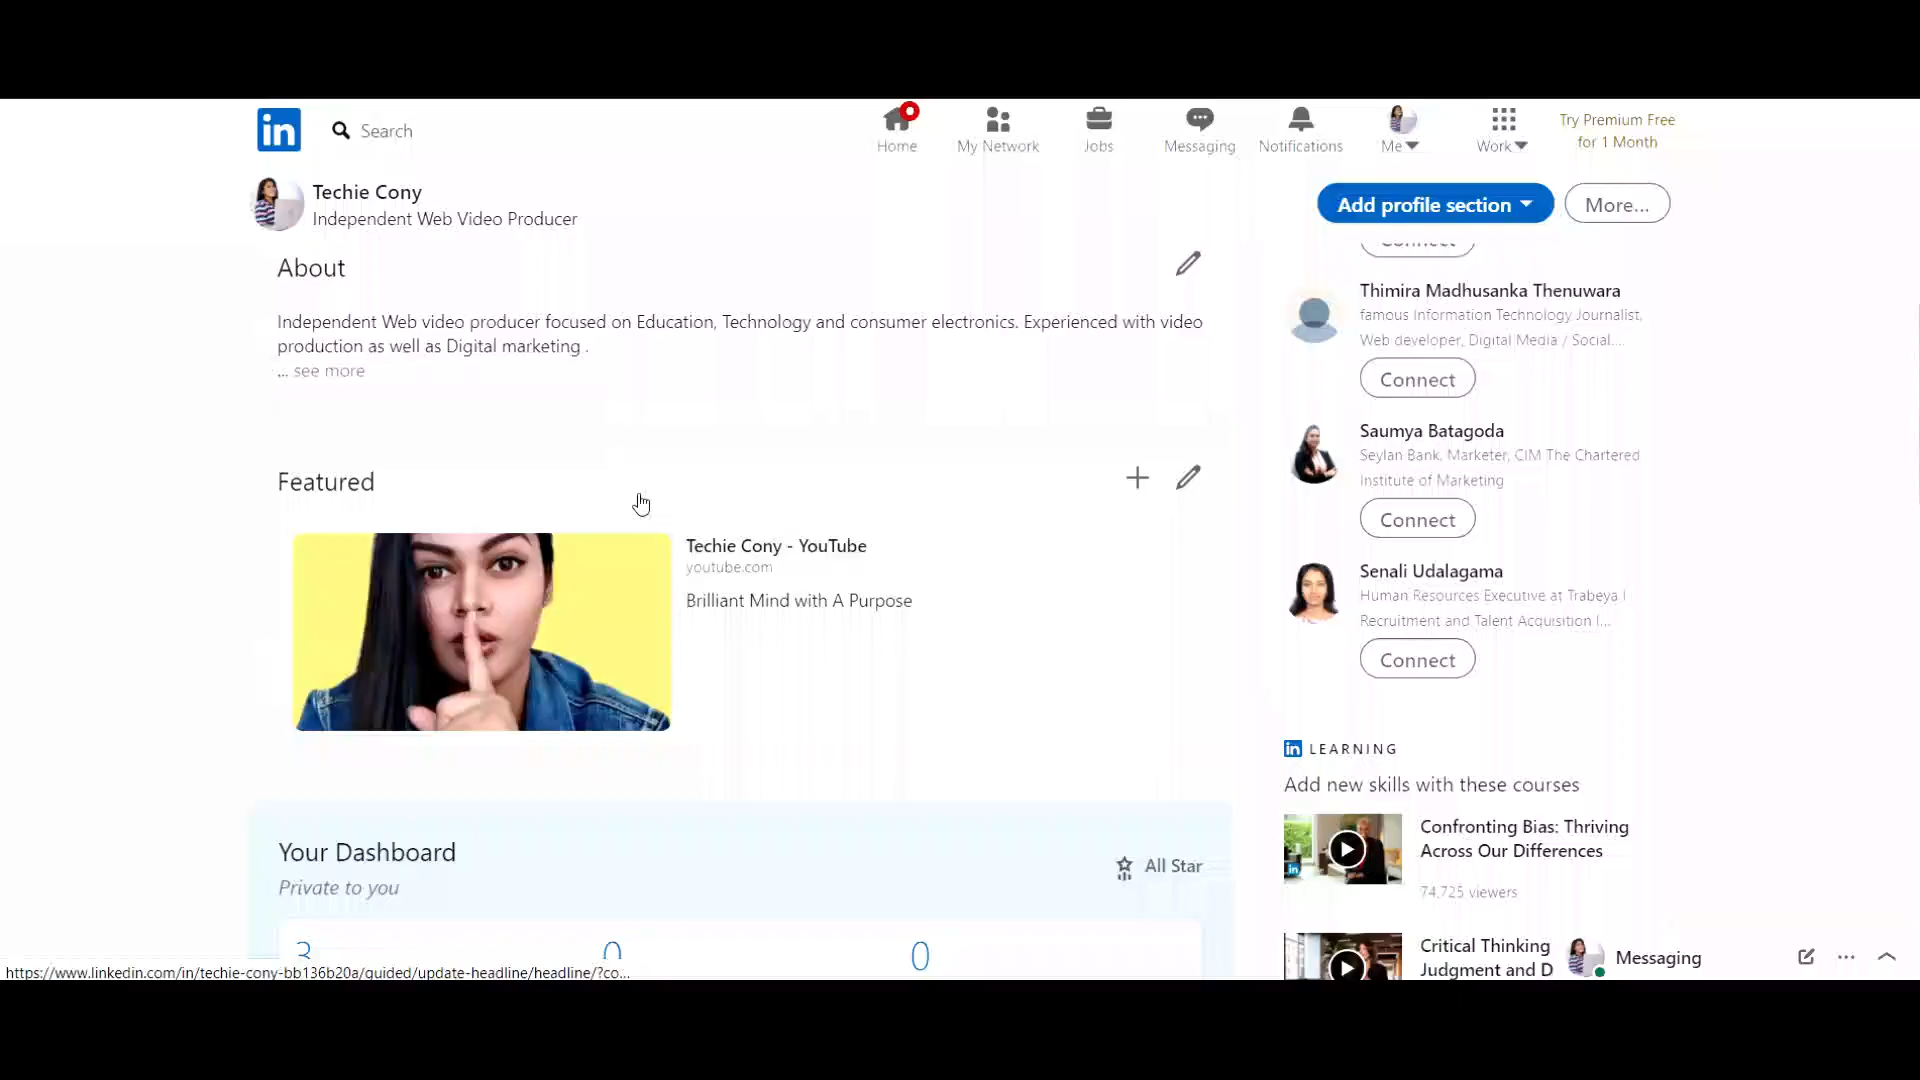 in
Search
Home
My Network
Jobs
Messaging
Notifications
Me
Work
Try Premium Free
for 1 Month
Techie Cony
Independent Web Video Producer
Add profile section
More...
About
Independent Web video producer focused on Education, Technology and consumer electronics. Experienced with video
production as well as Digital marketing .
... see more
Featured
Techie Cony - YouTube
youtube.com
Brilliant Mind with A Purpose
Your Dashboard
Private to you
All Star
3
0
0
Connect
Thimira Madhusanka Thenuwara
famous Information Technology Journalist,
Web developer, Digital Media / Social....
Connect
Saumya Batagoda
Seylan Bank, Marketer, CIM The Chartered
Institute of Marketing
Connect
Senali Udalagama
Human Resources Executive at Trabeya |
Recruitment and Talent Acquisition |...
Connect
in LEARNING
Add new skills with these courses
Confronting Bias: Thriving
Across Our Differences
74,725 viewers
Critical Thinking
Judgment and D
Messaging
https://www.linkedin.com/in/techie-cony-bb136b20a/guided/update-headline/headline/?co...